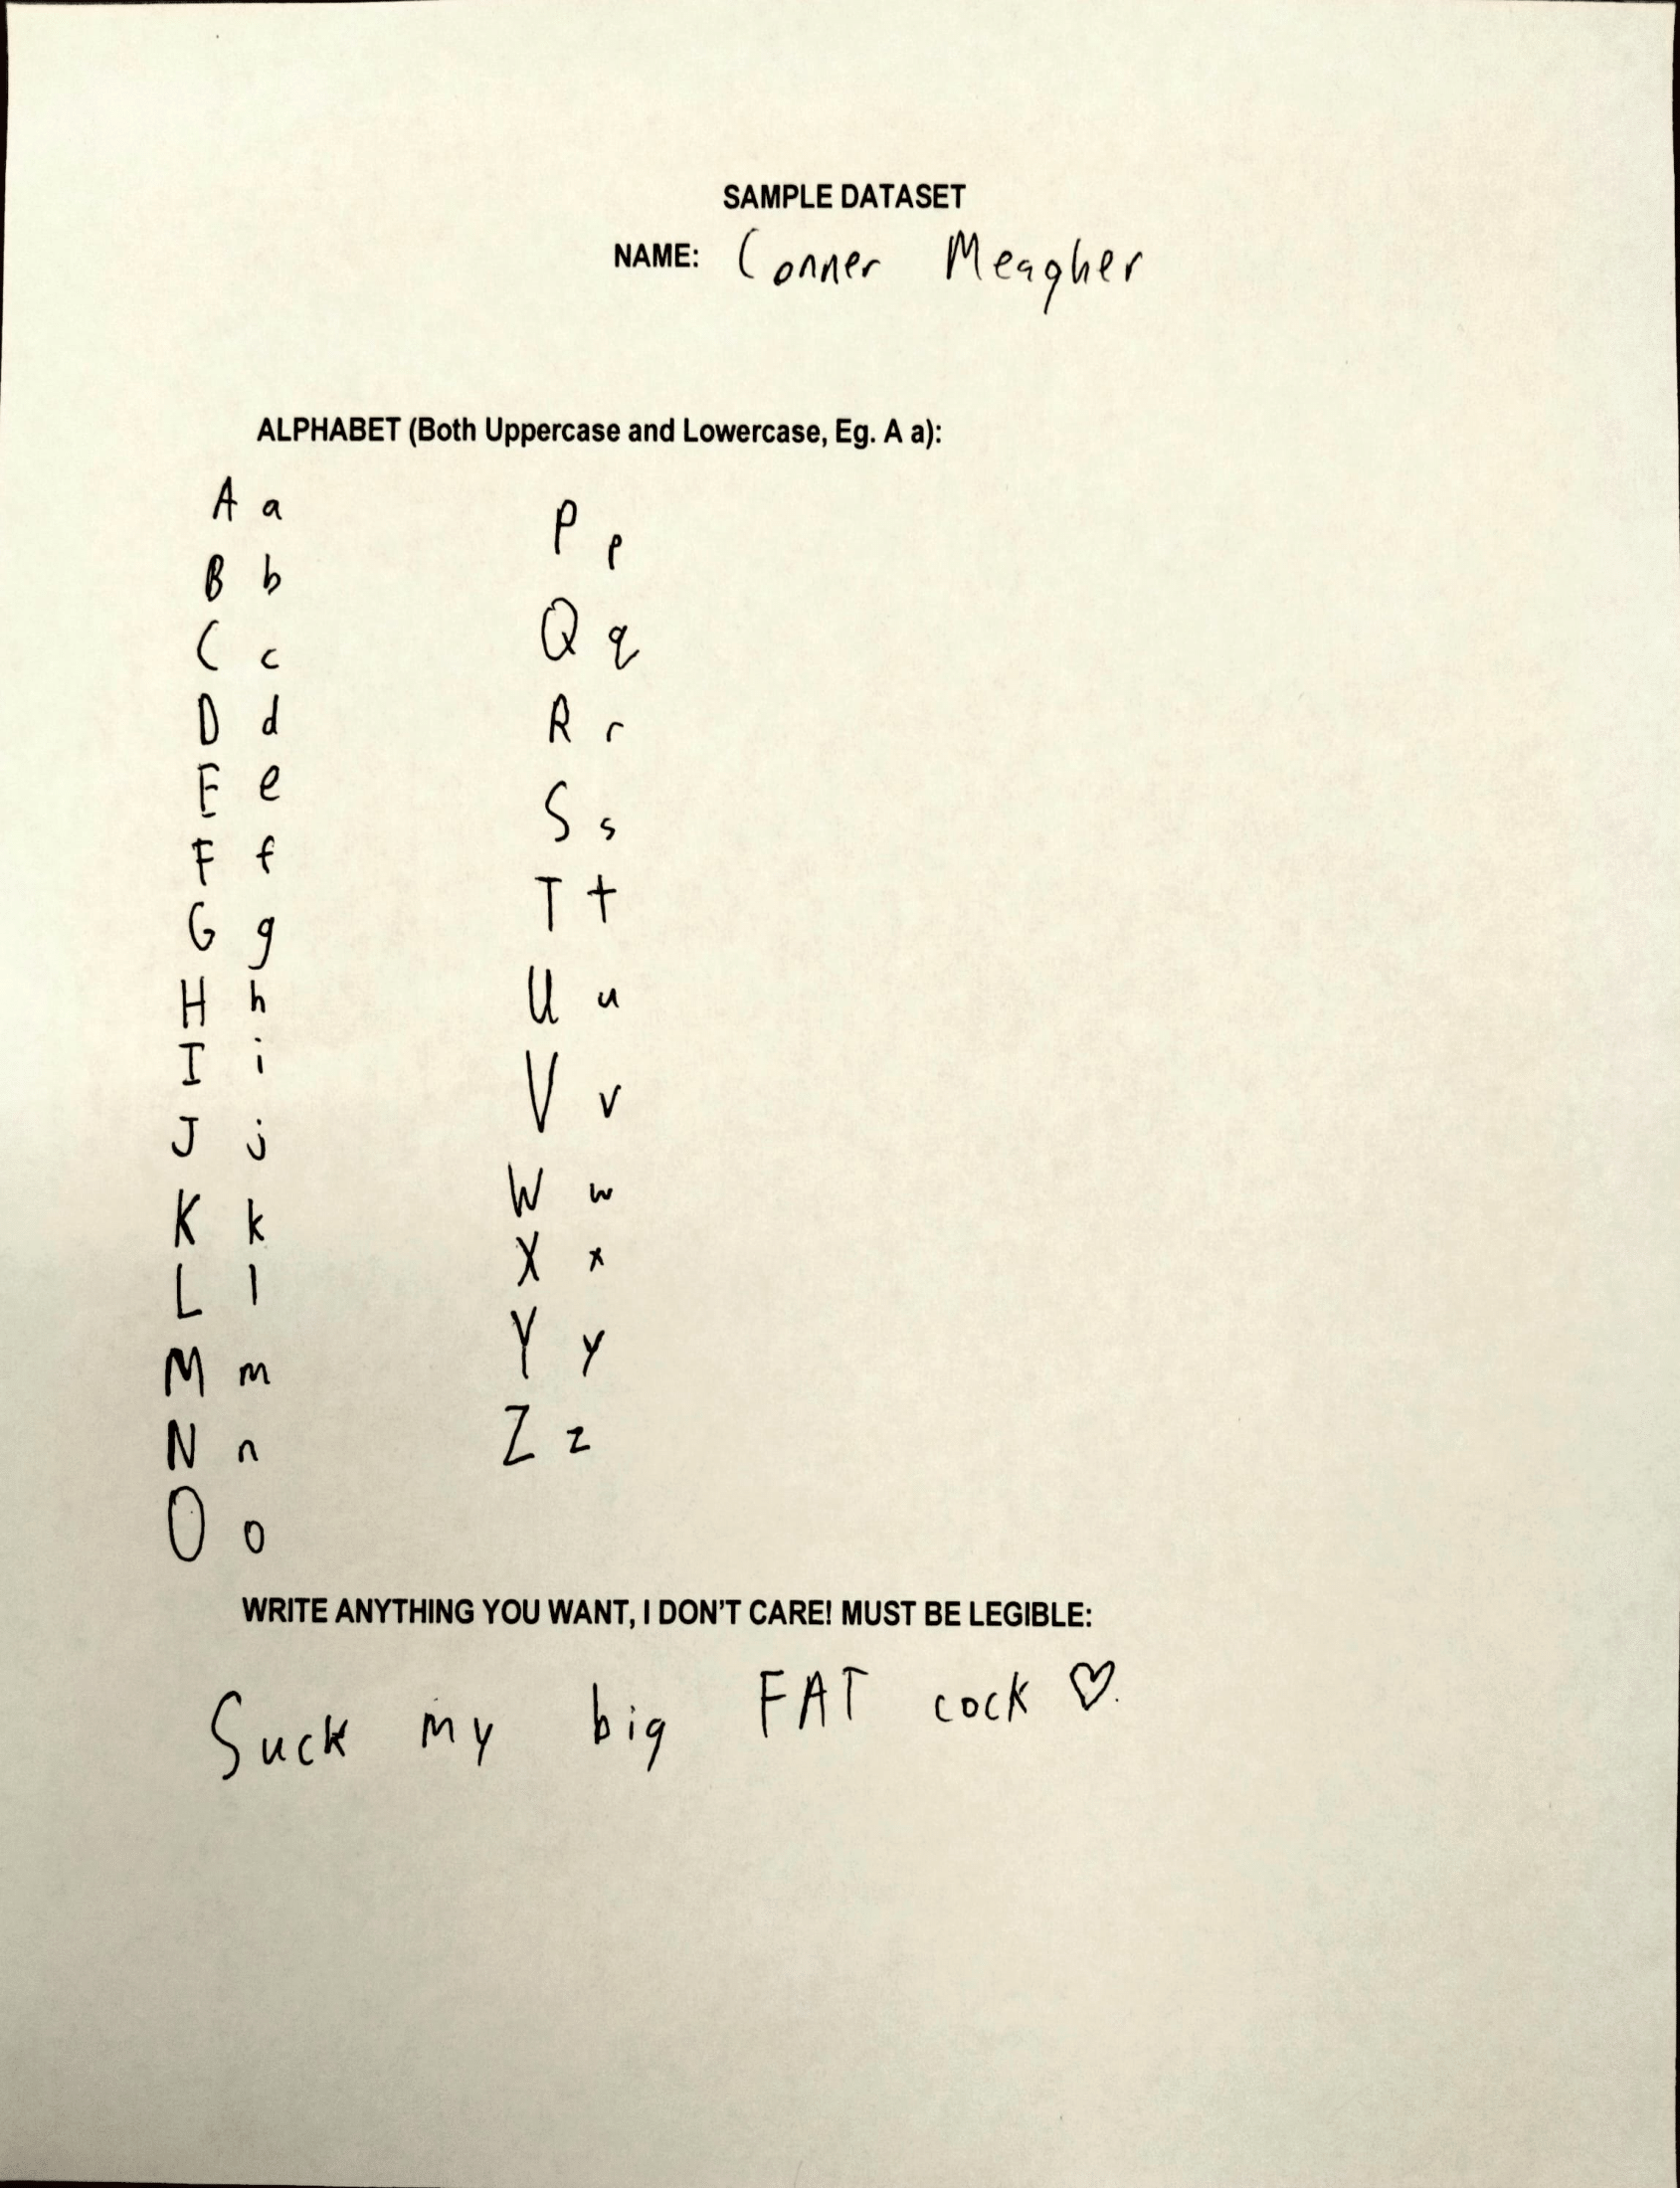 SAMPLE DATASET
NAME: Conner Meagher
ALPHABET (Both Uppercase and Lowercase, Eg. A a):
A a
B b
C c
D d
E e
F f
G g
H h
I i
J j
K k
L l
M m
N n
O o
P p
Q q
R r
S s
T t
U u
V v
W w
X x
Y y
Z z
WRITE ANYTHING YOU WANT, I DON'T CARE! MUST BE LEGIBLE:
Suck my big FAT cock ♡